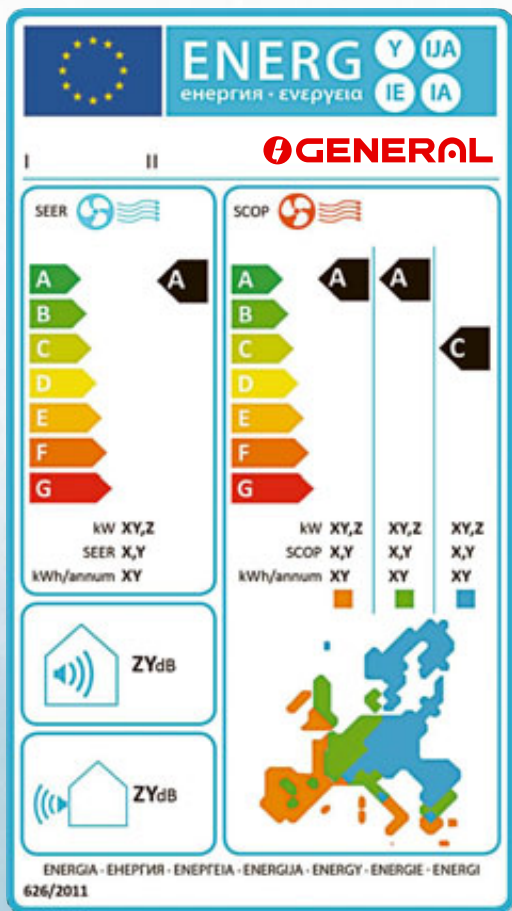 ENERG Y IJA
енергия · ενεργεια IE IA
I II GENERAL
SEER
A A
B
C
D
E
F
G
kW XY,Z
SEER X,Y
kWh/annum XY
SCOP
A A A
B
C C
D
E
F
G
kW XY,Z XY,Z XY,Z
SCOP X,Y X,Y X,Y
kWh/annum XY XY XY
ZYdB
ZYdB
ENERGIA · ЕНЕРГИЯ · ΕΝΕΡΓΕΙΑ · ENERGIJA · ENERGY · ENERGIE · ENERGI
626/2011